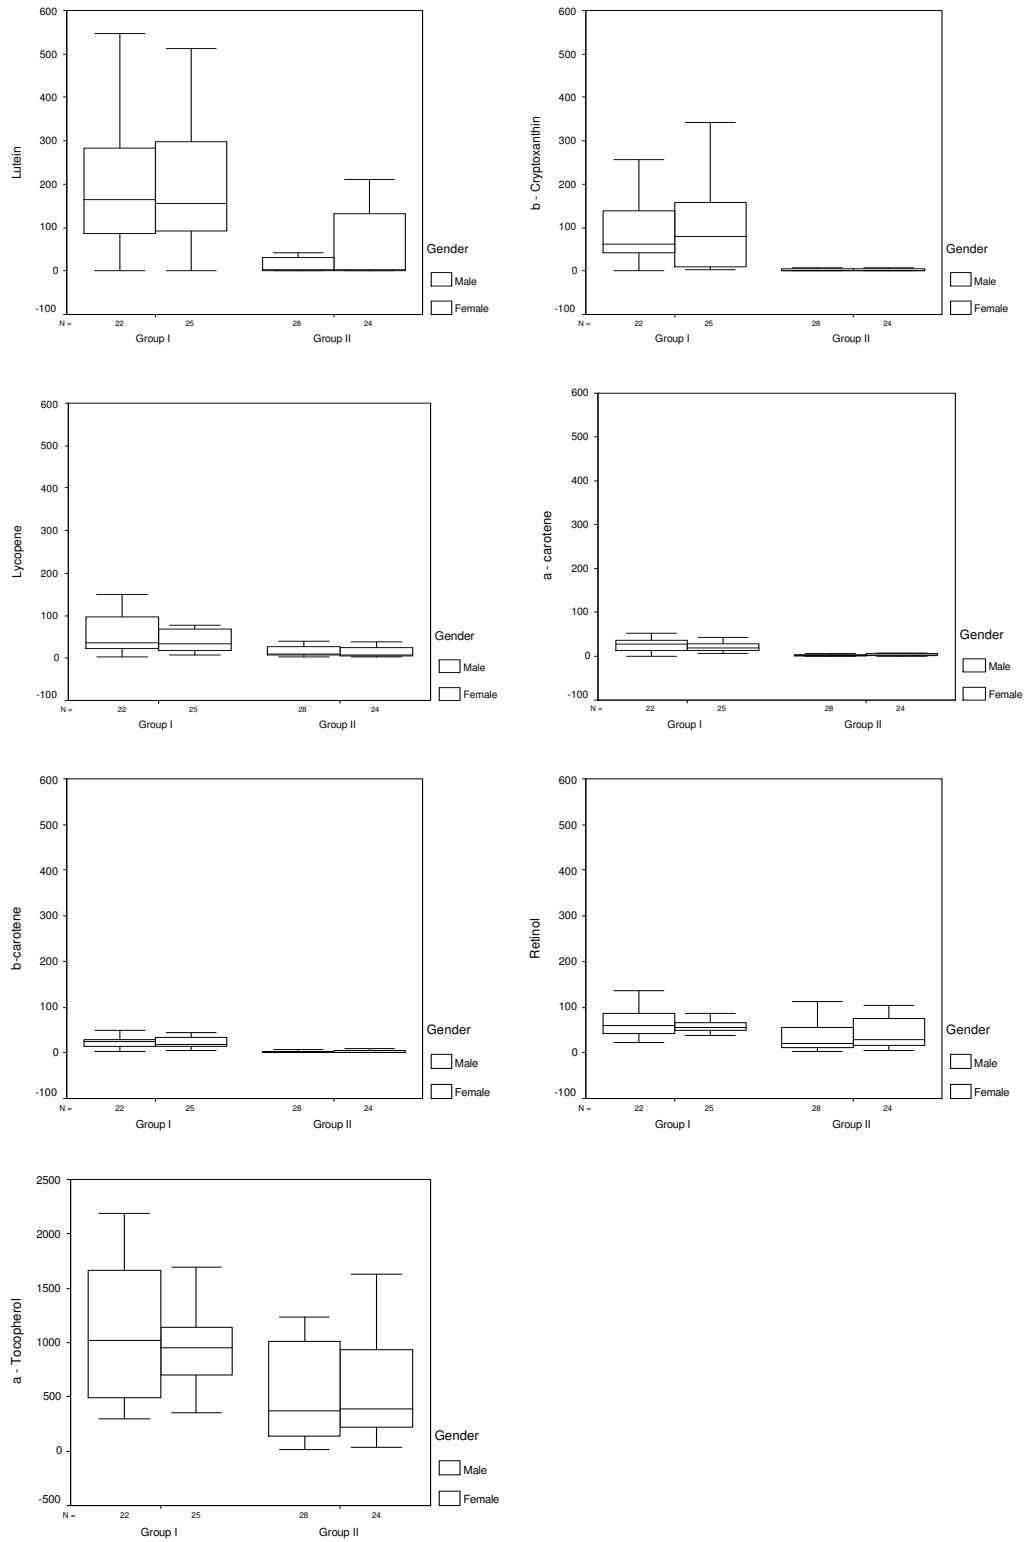 600
500
400
300
200
100
0
-100
Lutein
N =
22
25
28
24
Group I
Group II
Gender
Male
Female
600
500
400
300
200
100
0
-100
b - Cryptoxanthin
N =
22
25
28
24
Group I
Group II
Gender
Male
Female
600
500
400
300
200
100
0
-100
Lycopene
N =
22
25
28
24
Group I
Group II
Gender
Male
Female
600
500
400
300
200
100
0
-100
a - carotene
N =
22
25
28
24
Group I
Group II
Gender
Male
Female
600
500
400
300
200
100
0
-100
b-carotene
N =
22
25
28
24
Group I
Group II
Gender
Male
Female
600
500
400
300
200
100
0
-100
Retinol
N =
22
25
28
24
Group I
Group II
Gender
Male
Female
2500
2000
1500
1000
500
0
-500
a - Tocopherol
N =
22
25
28
24
Group I
Group II
Gender
Male
Female